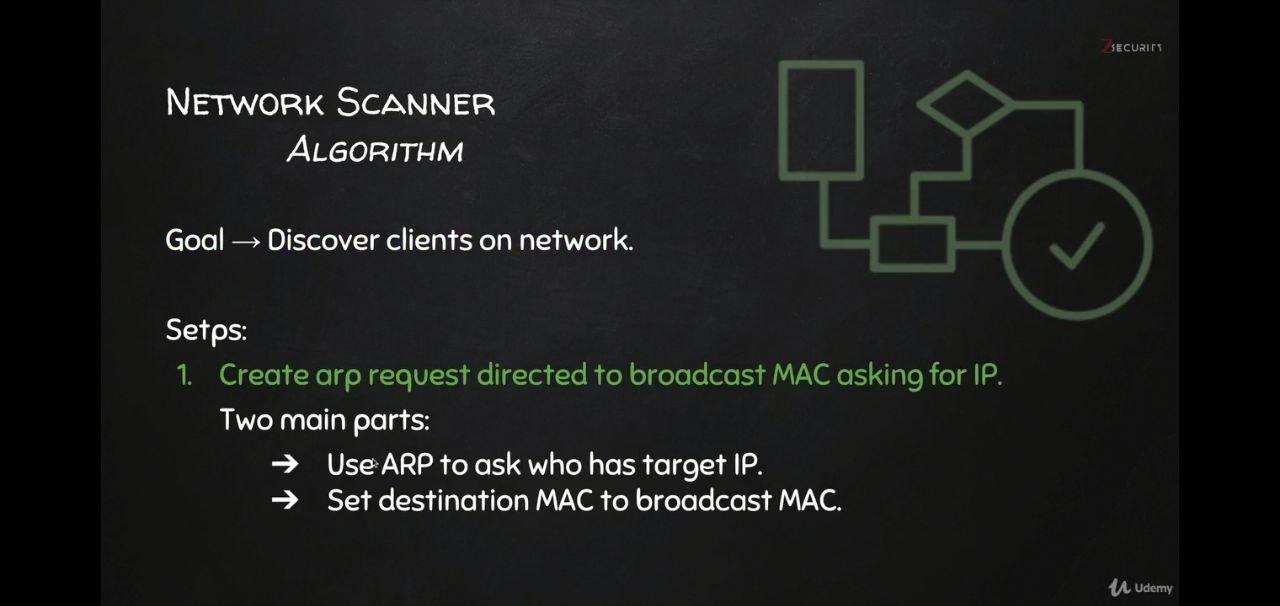 ZSECURITY
NETWORK SCANNER
ALGORITHM
Goal → Discover clients on network.
Setps:
1. Create arp request directed to broadcast MAC asking for IP.
Two main parts:
➔ Use ARP to ask who has target IP.
➔ Set destination MAC to broadcast MAC.
Udemy